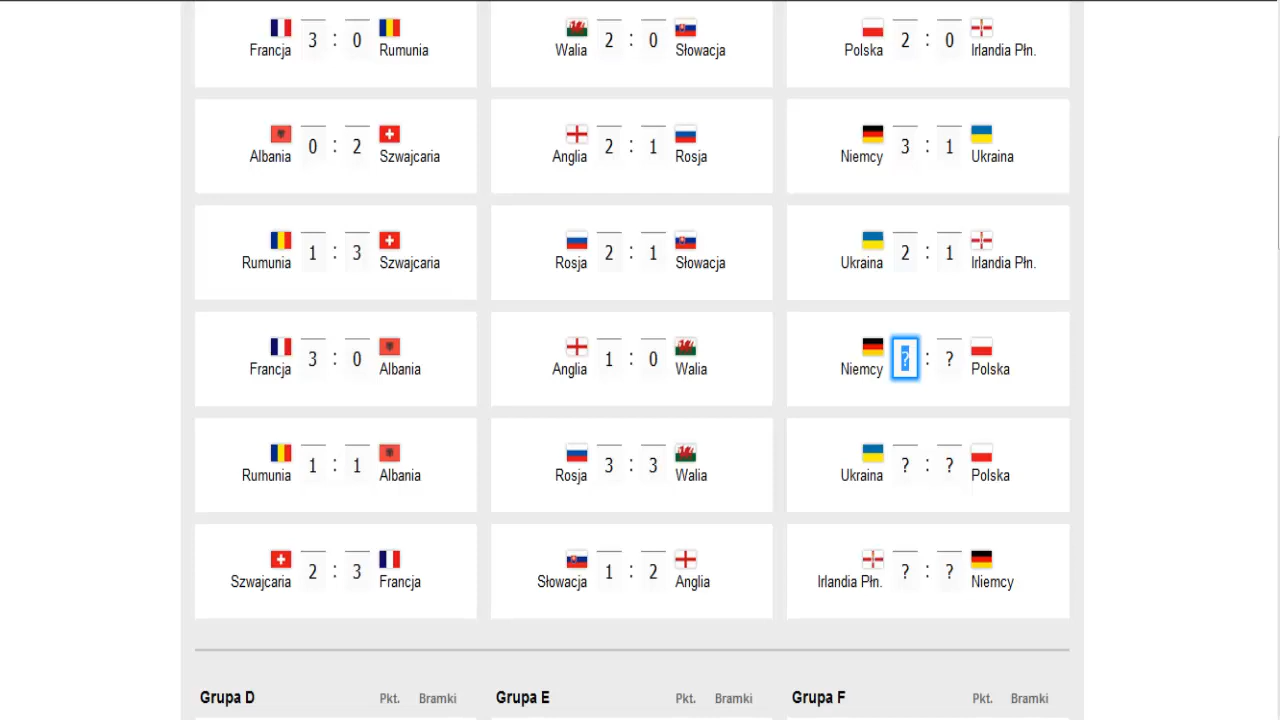 Francja 3 : 0 Rumunia
Walia 2 : 0 Słowacja
Polska 2 : 0 Irlandia Płn.
Albania 0 : 2 Szwajcaria
Anglia 2 : 1 Rosja
Niemcy 3 : 1 Ukraina
Rumunia 1 : 3 Szwajcaria
Rosja 2 : 1 Słowacja
Ukraina 2 : 1 Irlandia Płn.
Francja 3 : 0 Albania
Anglia 1 : 0 Walia
Niemcy ? : ? Polska
Rumunia 1 : 1 Albania
Rosja 3 : 3 Walia
Ukraina ? : ? Polska
Szwajcaria 2 : 3 Francja
Słowacja 1 : 2 Anglia
Irlandia Płn. ? : ? Niemcy
Grupa D Pkt. Bramki
Grupa E Pkt. Bramki
Grupa F Pkt. Bramki